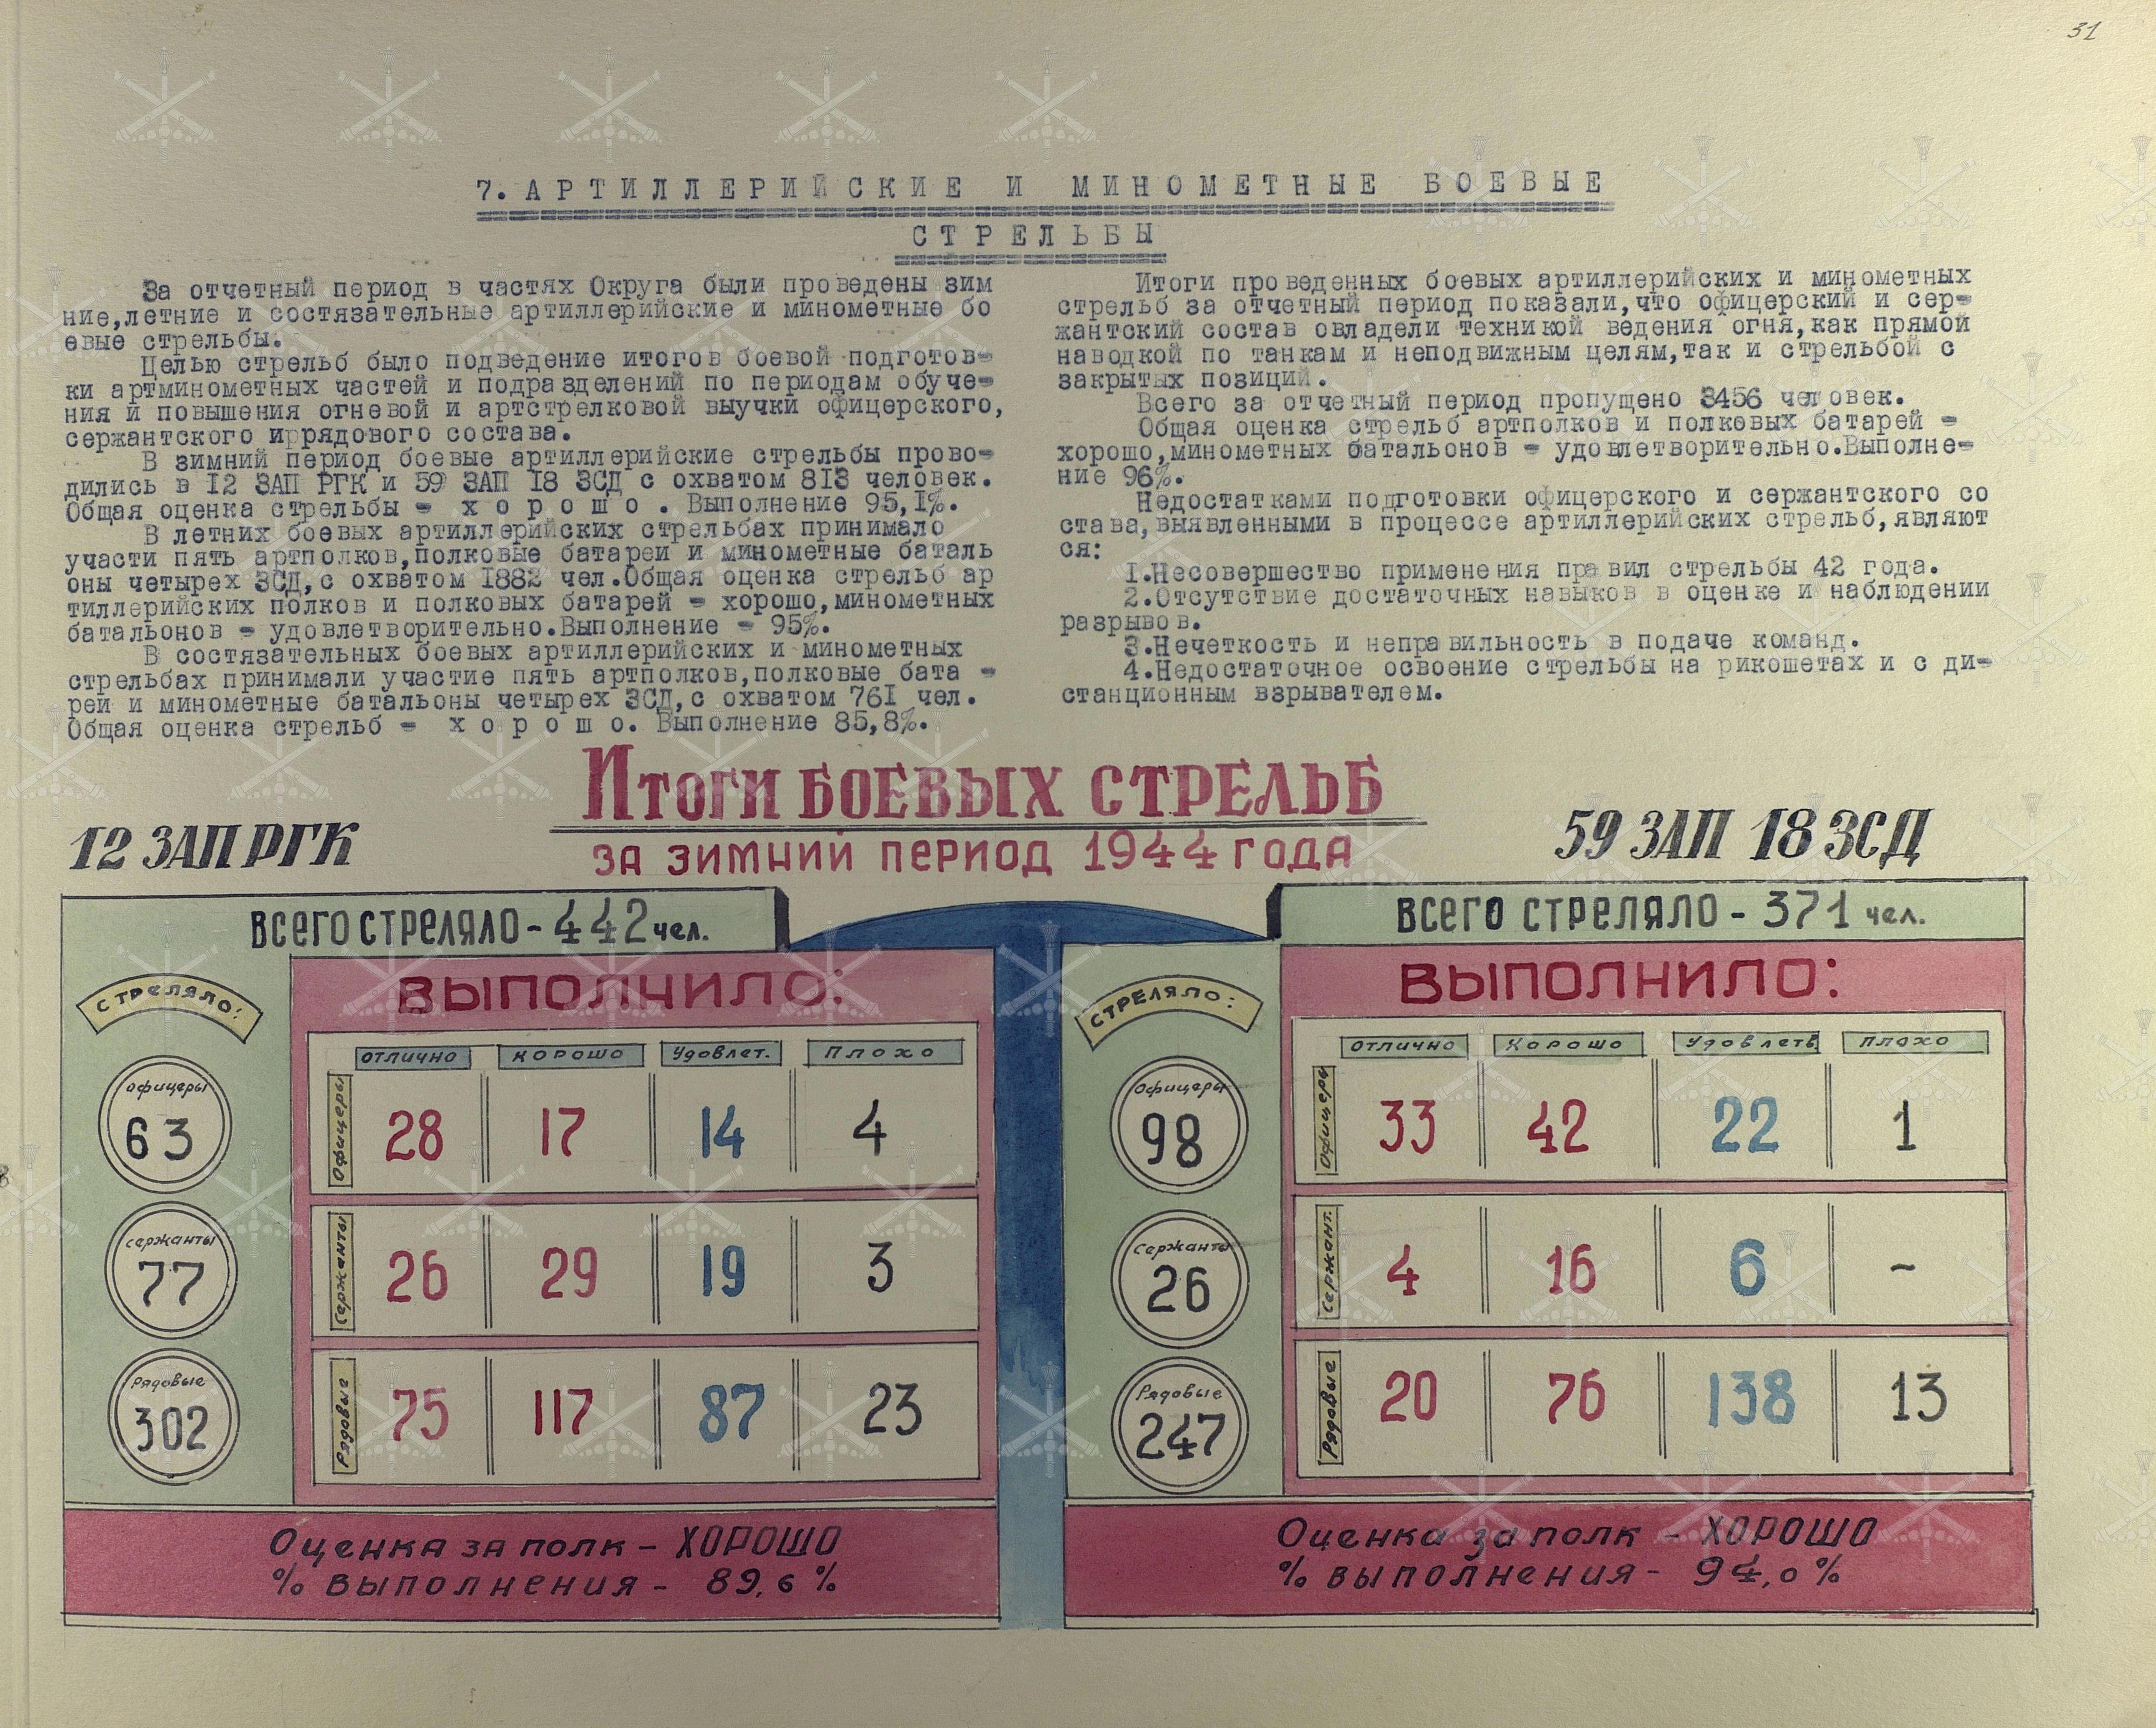 31
7. АРТИЛЛЕРИЙСКИЕ И МИНОМЕТНЫЕ БОЕВЫЕ
СТРЕЛЬБЫ
За отчетный период в частях Округа были проведены зим
ние,летние и состязательные артиллерийские и минометные бо
евые стрельбы.
Целью стрельб было подведение итогов боевой подготов-
ки артминометных частей и подразделений по периодам обуче-
ния и повышения огневой и артстрелковой выучки офицерского,
сержантского иррядового состава.
В зимний период боевые артиллерийские стрельбы прово-
дились в 12 ЗАП РГК и 59 ЗАП 18 ЗСД с охватом 813 человек.
Общая оценка стрельбы - х о р о ш о . Выполнение 95,1%.
В летних боевых артиллерийских стрельбах принимало
участи пять артполков,полковые батареи и минометные баталь
оны четырех ЗСД,с охватом 1882 чел.Общая оценка стрельб ар
тиллерийских полков и полковых батарей - хорошо,минометных
батальонов - удовлетворительно.Выполнение - 95%.
В состязательных боевых артиллерийских и минометных
стрельбах принимали участие пять артполков,полковые бата -
реи и минометные батальоны четырех ЗСД,с охватом 761 чел.
Общая оценка стрельб - х о р о ш о. Выполнение 85,8%.
Итоги проведенных боевых артиллерийских и минометных
стрельб за отчетный период показали,что офицерский и сер-
жантский состав овладели техникой ведения огня,как прямой
наводкой по танкам и неподвижным целям,так и стрельбой с
закрытых позиций.
Всего за отчетный период пропущено 3456 человек.
Общая оценка стрельб артполков и полковых батарей -
хорошо,минометных батальонов - удовлетворительно.Выполне-
ние 96%.
Недостатками подготовки офицерского и сержантского со
става,выявленными в процессе артиллерийских стрельб,являют
ся:
1.Несовершество применения правил стрельбы 42 года.
2.Отсутствие достаточных навыков в оценке и наблюдении
разрывов.
3.Нечеткость и неправильность в подаче команд.
4.Недостаточное освоение стрельбы на рикошетах и с ди-
станционным взрывателем.
Итоги боевых стрельб
за зимний период 1944 года
12 ЗАП РГК
Всего стреляло - 442 чел.
Стреляло:
Выполнило:
Отлично Хорошо Удовлет. Плохо
Офицеры 63
Офицеры 28 17 14 4
Сержанты 77
Сержанты 26 29 19 3
Рядовые 302
Рядовые 75 117 87 23
Оценка за полк - ХОРОШО
% выполнения - 89,6 %
59 ЗАП 18 ЗСД
Всего стреляло - 371 чел.
Стреляло:
Выполнило:
Отлично Хорошо Удовлетв Плохо
Офицеры 98
Офицеры 33 42 22 1
Сержанты 26
Сержант. 4 16 6 -
Рядовые 247
Рядовые 20 76 138 13
Оценка за полк - ХОРОШО
% выполнения - 94,0 %